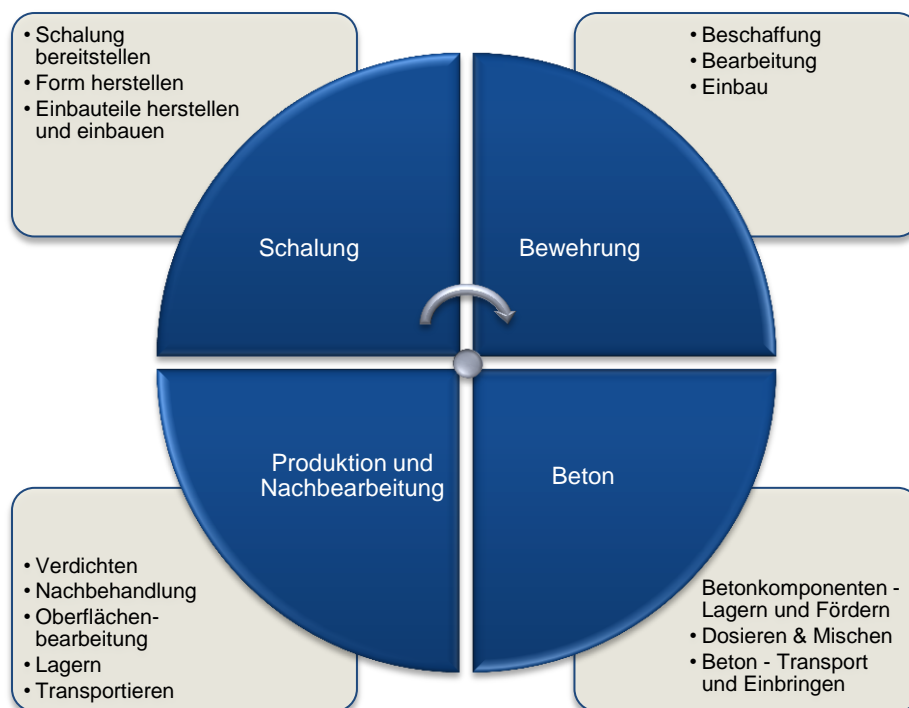 • Schalung
bereitstellen
• Form herstellen
• Einbauteile herstellen
und einbauen
• Beschaffung
• Bearbeitung
• Einbau
Schalung
Bewehrung
Produktion und
Nachbearbeitung
Beton
• Verdichten
• Nachbehandlung
• Oberflächen-
bearbeitung
• Lagern
• Transportieren
Betonkomponenten -
Lagern und Fördern
• Dosieren & Mischen
• Beton - Transport
und Einbringen